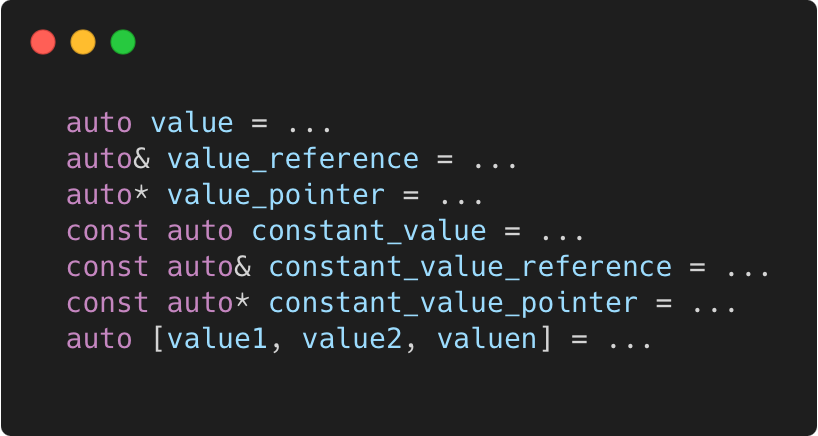 auto value = ...
auto& value_reference = ...
auto* value_pointer = ...
const auto constant_value = ...
const auto& constant_value_reference = ...
const auto* constant_value_pointer = ...
auto [value1, value2, valuen] = ...